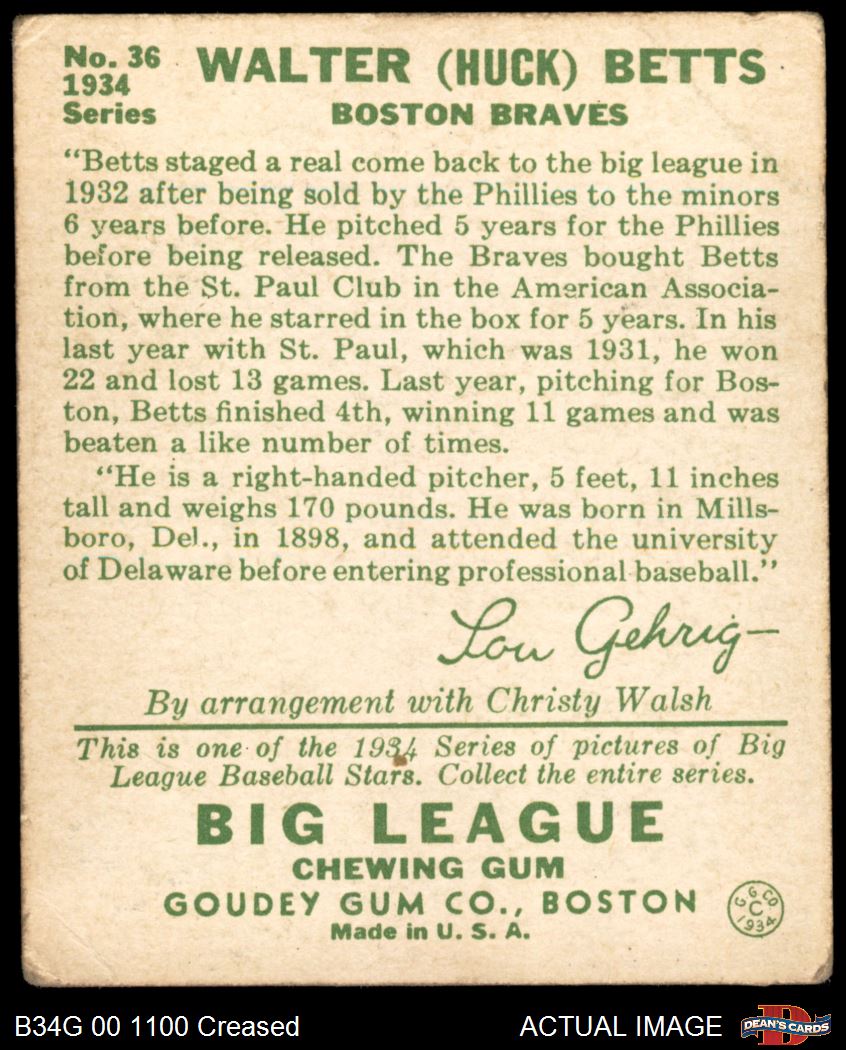 No. 36
1934
Series
WALTER (HUCK) BETTS
BOSTON BRAVES
“Betts staged a real come back to the big league in
1932 after being sold by the Phillies to the minors
6 years before. He pitched 5 years for the Phillies
before being released. The Braves bought Betts
from the St. Paul Club in the American Associa-
tion, where he starred in the box for 5 years. In his
last year with St. Paul, which was 1931, he won
22 and lost 13 games. Last year, pitching for Bos-
ton, Betts finished 4th, winning 11 games and was
beaten a like number of times.
“He is a right-handed pitcher, 5 feet, 11 inches
tall and weighs 170 pounds. He was born in Mills-
boro, Del., in 1898, and attended the university
of Delaware before entering professional baseball.”
Lou Gehrig
By arrangement with Christy Walsh
This is one of the 1934 Series of pictures of Big
League Baseball Stars. Collect the entire series.
BIG LEAGUE
CHEWING GUM
GOUDEY GUM CO., BOSTON
Made in U. S. A.
G. G. CO.
C
1934
B34G 00 1100 Creased
ACTUAL IMAGE
D
DEAN'S CARDS